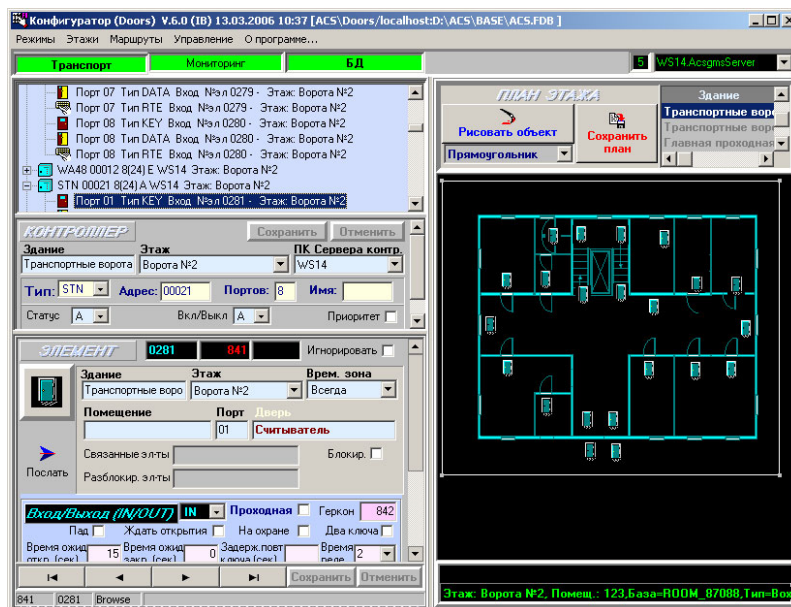 Конфигуратор (Doors) V.6.0 (IB) 13.03.2006 10:37 [ACS\Doors/localhost:D:\ACS\BASE\ACS.FDB ]
Режимы Этажи Маршруты Управление О программе...
Транспорт Мониторинг БД 5 WS14.AcsgmsServer
Порт 07 Тип DATA Вход №эл 0279 - Этаж: Ворота №2
Порт 07 Тип RTE Вход №эл 0279 - Этаж: Ворота №2
Порт 08 Тип KEY Вход №эл 0280 - Этаж: Ворота №2
Порт 08 Тип DATA Вход №эл 0280 - Этаж: Ворота №2
Порт 08 Тип RTE Вход №эл 0280 - Этаж: Ворота №2
WA48 00012 8(24) E WS14 Этаж: Ворота №2
STN 00021 8(24) A WS14 Этаж: Ворота №2
Порт 01 Тип KEY Вход №эл 0281 - Этаж: Ворота №2
КОНТРОЛЛЕР Сохранить Отменить
Здание Этаж ПК Сервера контр.
Транспортные ворота Ворота №2 WS14
Тип: STN Адрес: 00021 Портов: 8 Имя:
Статус A Вкл/Выкл A Приоритет
ЭЛЕМЕНТ 0281 841 Игнорировать
Здание Этаж Врем. зона
Транспортные воро Ворота №2 Всегда
Помещение Порт Дверь
01 Считыватель
Связанные эл-ты Блокир.
Послать
Разблокир. эл-ты
Вход/Выход (IN/OUT) IN Проходная Геркон 842
Пад Ждать открытия На охране Два ключа
Время ожид откр. (сек) 15 Время ожид закр. (сек) 0 Задерж.повт ключа (сек) Время реле 2
Сохранить Отменить
841 0281 Browse
ПЛАН ЭТАЖА
Рисовать объект
Прямоугольник
Сохранить план
Здание
Транспортные воро
Транспортные воро
Главная проходная
Этаж: Ворота №2, Помещ.: 123,База=ROOM_87088,Тип=Box